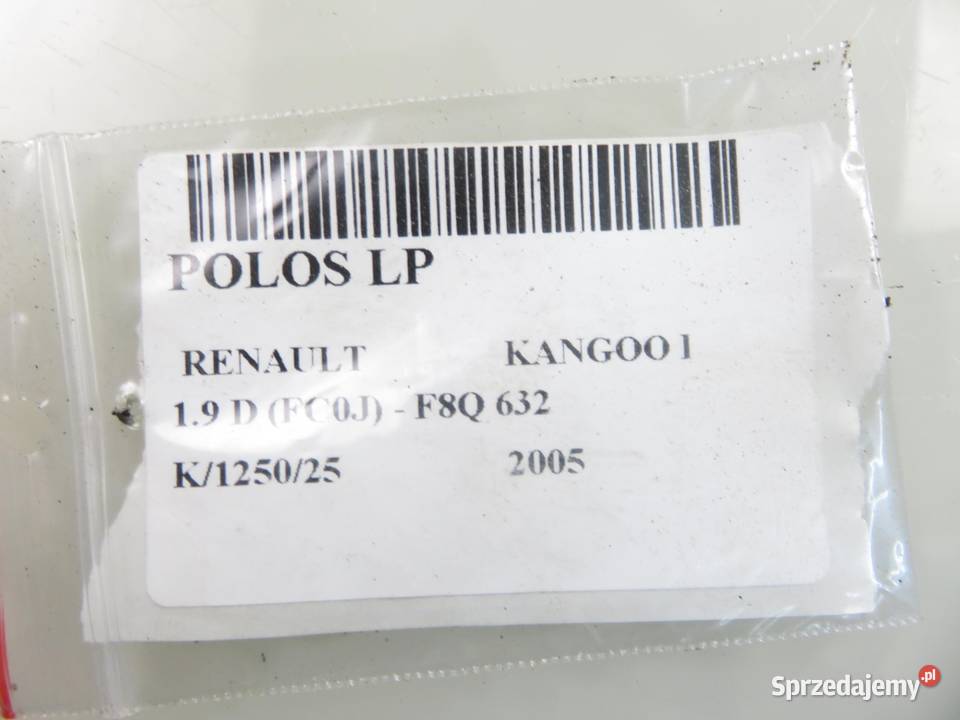 POLOS LP
RENAULT KANGOO I
1.9 D (FC0J) - F8Q 632
K/1250/25 2005
Sprzedajemy.pl